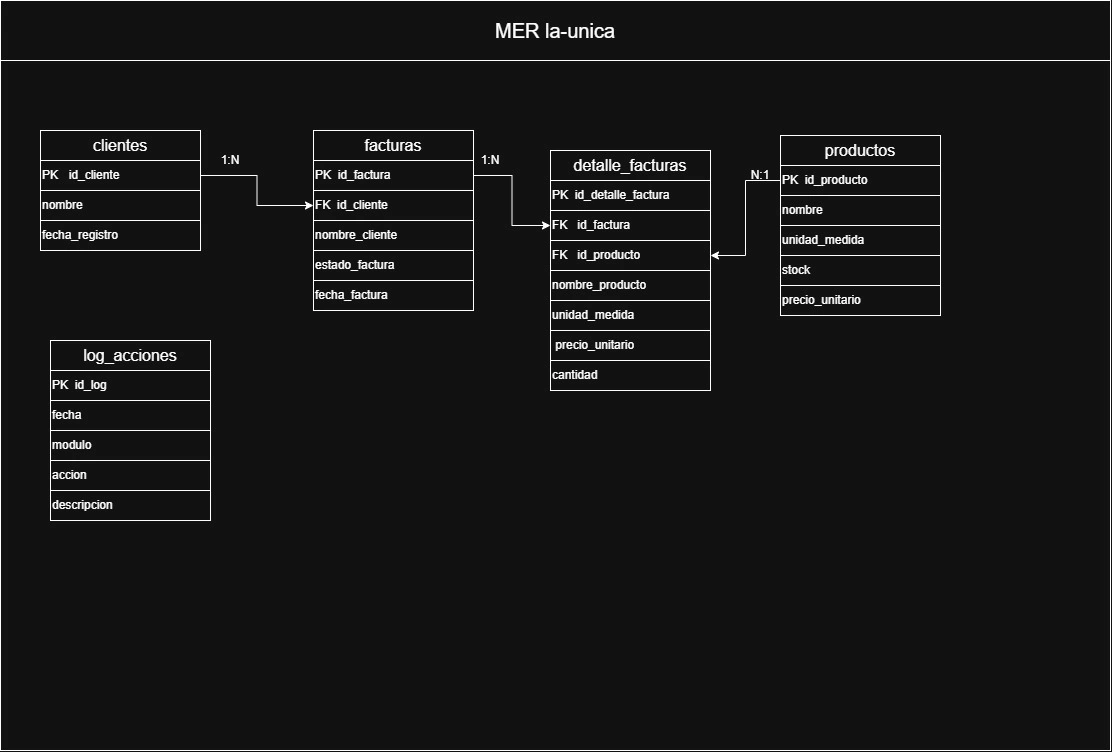 MER la-unica
clientes
PK id_cliente
nombre
fecha_registro
1:N
facturas
PK id_factura
FK id_cliente
nombre_cliente
estado_factura
fecha_factura
1:N
detalle_facturas
PK id_detalle_factura
FK id_factura
FK id_producto
nombre_producto
unidad_medida
precio_unitario
cantidad
N:1
productos
PK id_producto
nombre
unidad_medida
stock
precio_unitario
log_acciones
PK id_log
fecha
modulo
accion
descripcion